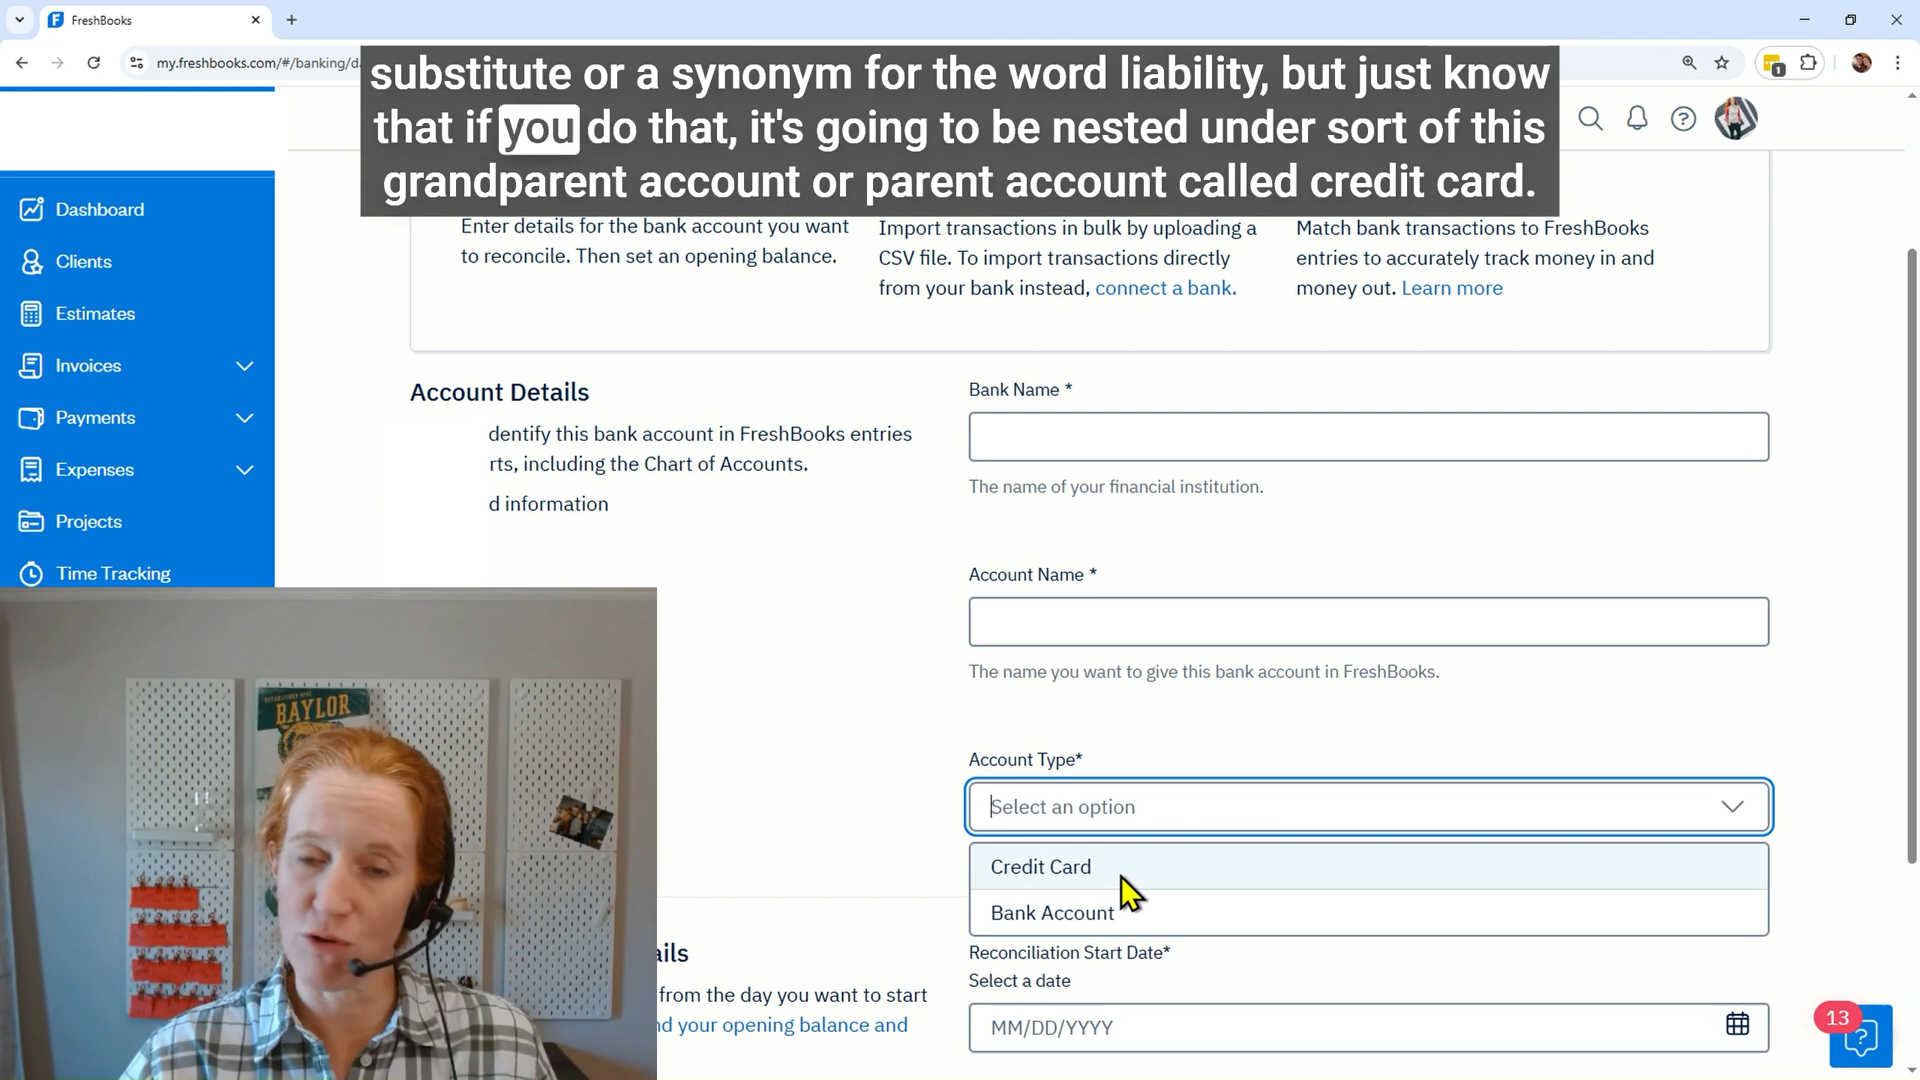 FreshBooks
my.freshbooks.com/#/banking/d
substitute or a synonym for the word liability, but just know
that if you do that, it's going to be nested under sort of this
grandparent account or parent account called credit card.
Dashboard
Clients
Estimates
Invoices
Payments
Expenses
Projects
Time Tracking
Enter details for the bank account you want
to reconcile. Then set an opening balance.
Import transactions in bulk by uploading a
CSV file. To import transactions directly
from your bank instead, connect a bank.
Match bank transactions to FreshBooks
entries to accurately track money in and
money out. Learn more
Account Details
dentify this bank account in FreshBooks entries
rts, including the Chart of Accounts.
d information
Bank Name *
The name of your financial institution.
Account Name *
The name you want to give this bank account in FreshBooks.
Account Type*
Select an option
Credit Card
Bank Account
ails
from the day you want to start
nd your opening balance and
Reconciliation Start Date*
Select a date
MM/DD/YYYY
13
1
BAYLOR